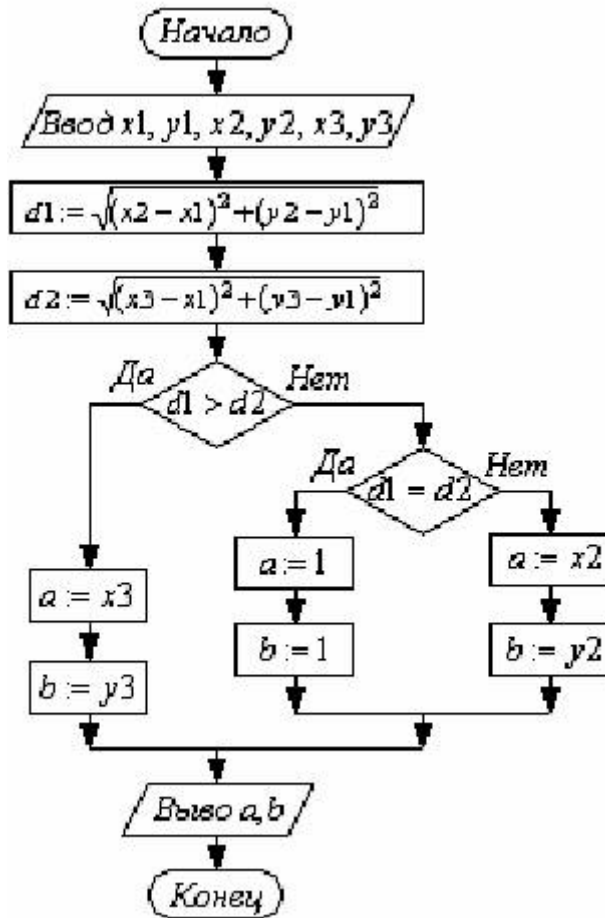 Начало
Ввод x1, y1, x2, y2, x3, y3
d1:= √(x2 − x1)²+(y2 − y1)²
d2:= √(x3 − x1)²+(y3 − y1)²
Да
Нет
d1 > d2
Да
Нет
d1 = d2
a := 1
a := x2
a := x3
b := 1
b := y2
b := y3
Выво a, b
Конец